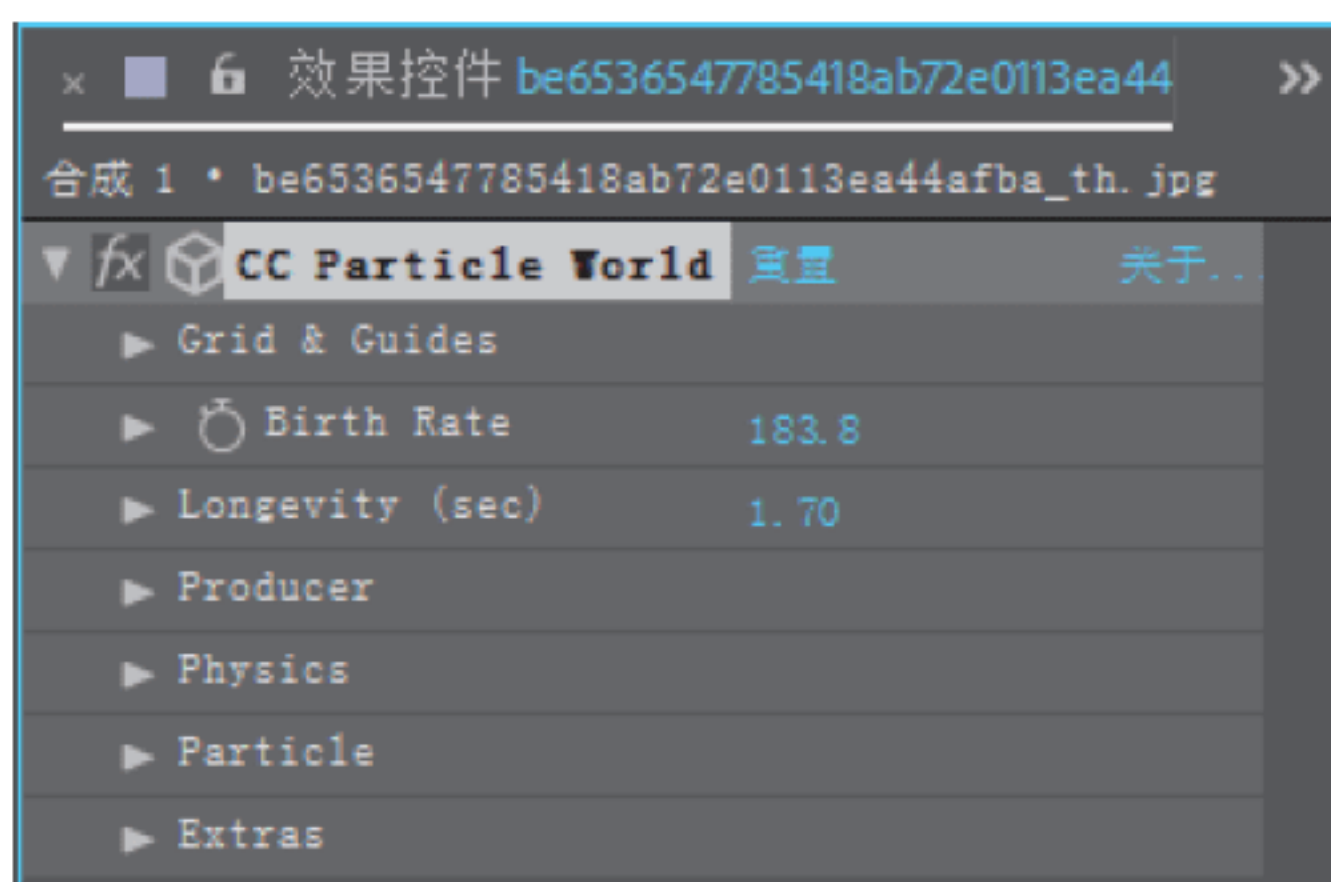 × 效果控件 be6536547785418ab72e0113ea44 »
合成 1 • be6536547785418ab72e0113ea44afba_th.jpg
fx CC Particle World 重置 关于...
Grid & Guides
Birth Rate 183.8
Longevity (sec) 1.70
Producer
Physics
Particle
Extras